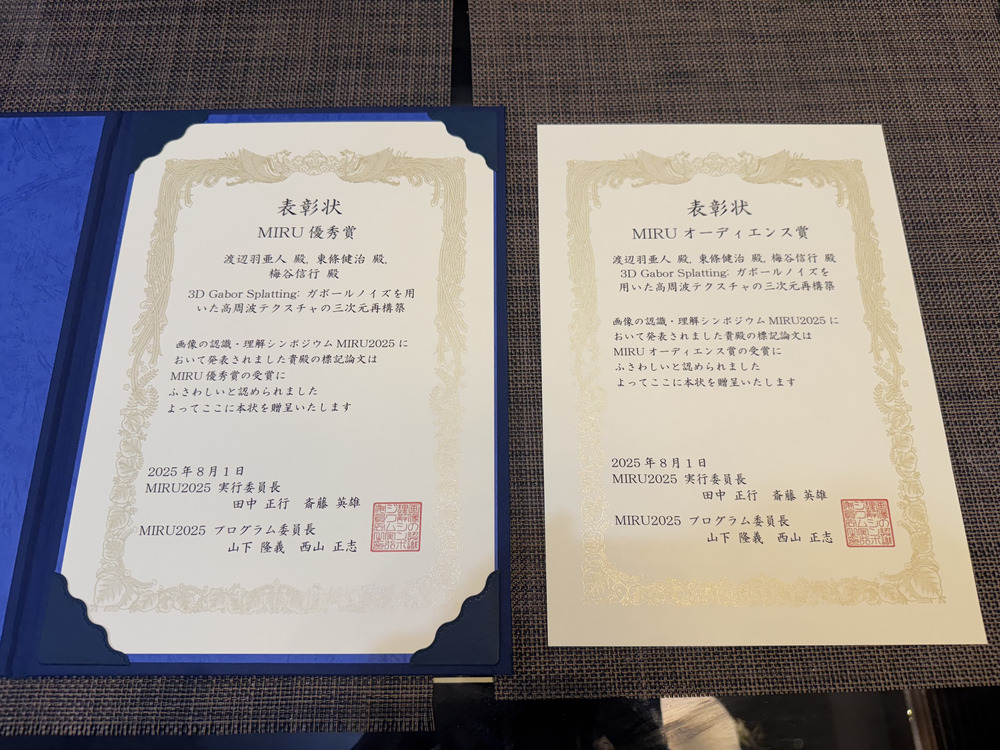 表彰状
MIRU 優秀賞
渡辺羽亜人 殿, 東條健治 殿,
梅谷信行 殿
3D Gabor Splatting: ガボールノイズを用
いた高周波テクスチャの三次元再構築
画像の認識・理解シンポジウム MIRU2025 に
おいて発表されました貴殿の標記論文は
MIRU 優秀賞の受賞に
ふさわしいと認められました
よってここに本状を贈呈いたします
2025 年 8 月 1 日
MIRU2025 実行委員長
田中 正行 斎藤 英雄
MIRU2025 プログラム委員長
山下 隆義 西山 正志
表彰状
MIRU オーディエンス賞
渡辺羽亜人 殿, 東條健治 殿, 梅谷信行 殿
3D Gabor Splatting: ガボールノイズを
用いた高周波テクスチャの三次元再構築
画像の認識・理解シンポジウム MIRU2025 に
おいて発表されました貴殿の標記論文は
MIRU オーディエンス賞の受賞に
ふさわしいと認められました
よってここに本状を贈呈いたします
2025 年 8 月 1 日
MIRU2025 実行委員長
田中 正行 斎藤 英雄
MIRU2025 プログラム委員長
山下 隆義 西山 正志